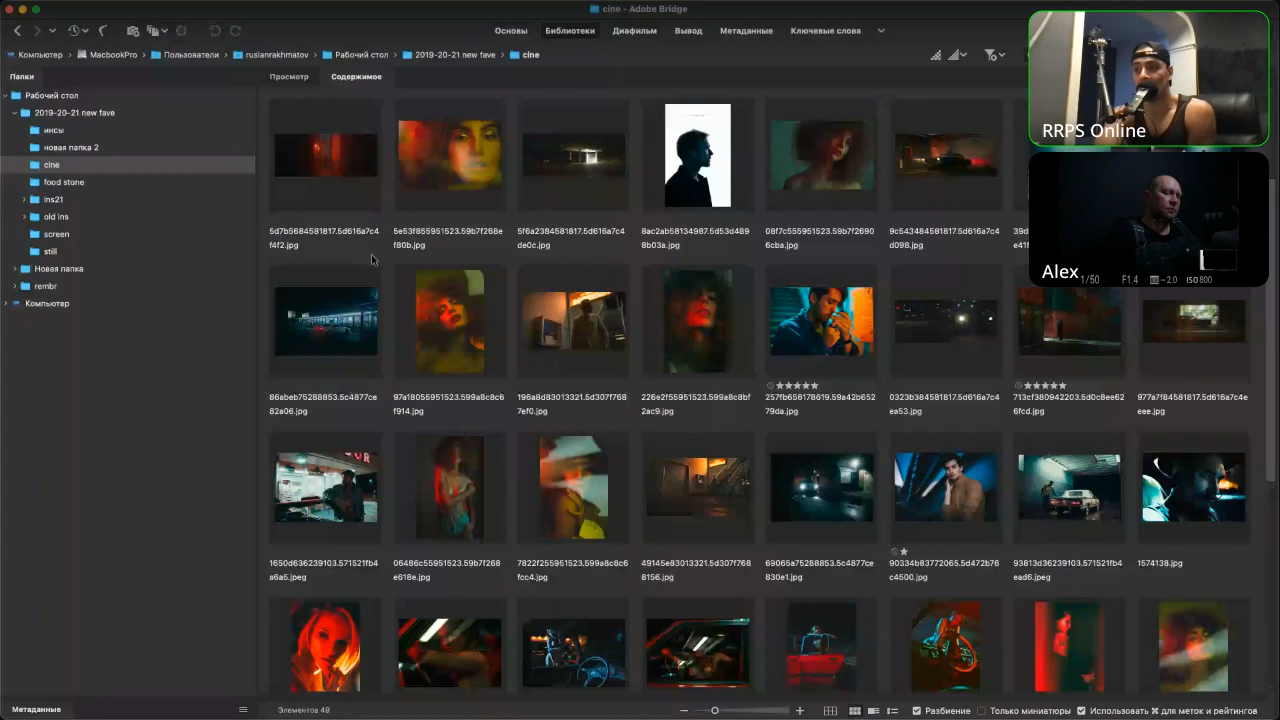 cine - Adobe Bridge
Основы Библиотеки Диафильм Вывод Метаданные Ключевые слова
Компьютер MacbookPro Пользователи ruslanrakhmatov Рабочий стол 2019-20-21 new fave cine
Папки
Просмотр Содержимое
Рабочий стол
2019-20-21 new fave
инсы
новая папка 2
cine
food stone
ins21
old ins
screen
still
Новая папка
rembr
Компьютер
RRPS Online
Alex
1/50 F1.4 −2.0 ISO800
5d7b5684581817.5d616a7c4
f4f2.jpg
5e53f855951523.59b7f268e
f80b.jpg
5f6a2384581817.5d616a7c4
de0c.jpg
8ac2ab58134987.5d53d489
8b03a.jpg
08f7c555951523.59b7f2690
6cba.jpg
9c543484581817.5d616a7c4
d098.jpg
39d
e41f
86abeb75288853.5c4877ce
82a06.jpg
97a18055951523.599a8c8c6
f914.jpg
196a8d83013321.5d307f768
7ef0.jpg
226e2f55951523.599a8c8bf
2ac9.jpg
257fb656178619.59a42b652
79da.jpg
0323b384581817.5d616a7c4
ea53.jpg
713cf380942203.5d0c8ee62
6fcd.jpg
977a7f84581817.5d616a7c4e
eee.jpg
1650d636239103.571521fb4
a6a5.jpeg
06486c55951523.59b7f268
e618e.jpg
7822f255951523.599a8c8c6
fcc4.jpg
49145e83013321.5d307f768
8156.jpg
69065a75288853.5c4877ce
830e1.jpg
90334b83772065.5d472b76
c4500.jpg
93813d36239103.571521fb4
ead6.jpeg
1574138.jpg
Метаданные
Элементов 49
Разбиение Только миниатюры Использовать ⌘ для меток и рейтингов